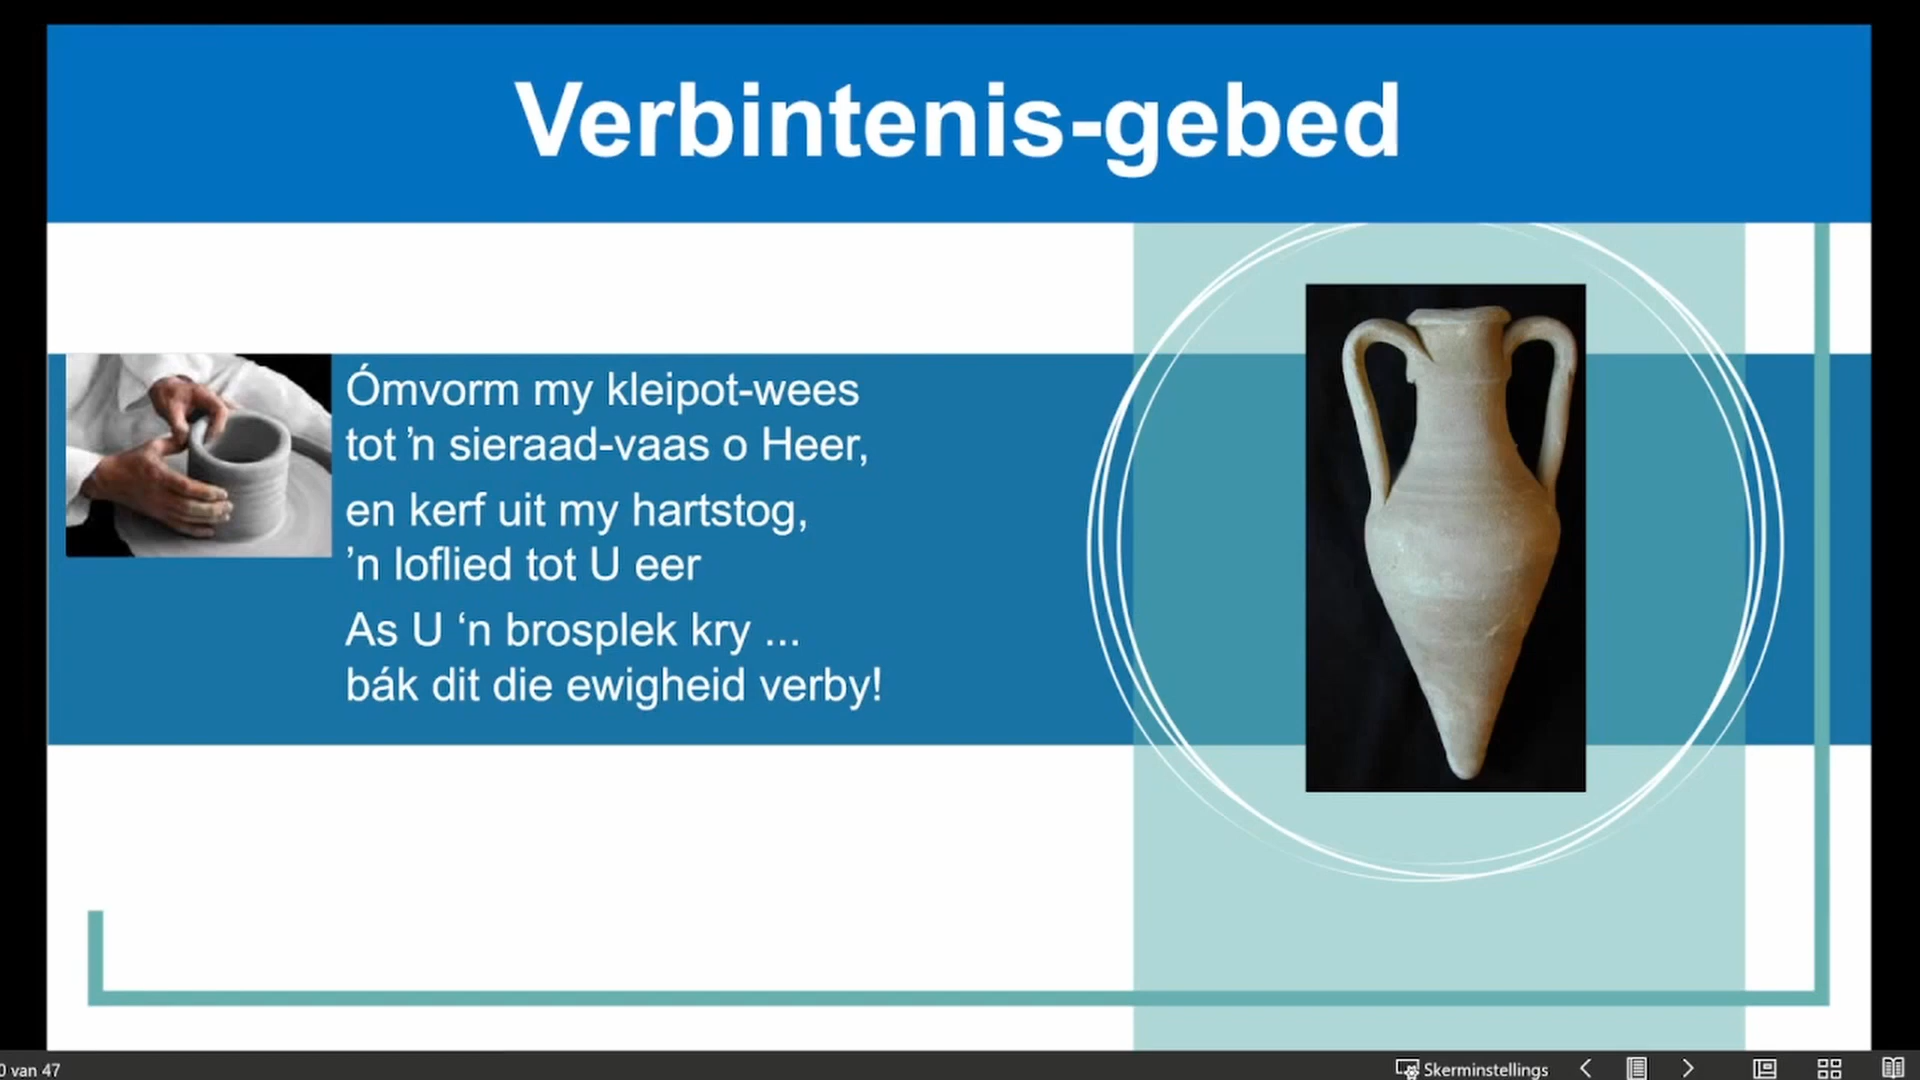 Verbintenis-gebed
Ómvorm my kleipot-wees
tot ’n sieraad-vaas o Heer,
en kerf uit my hartstog,
’n loflied tot U eer
As U ‘n brosplek kry ...
bák dit die ewigheid verby!
0 van 47
Skerminstellings